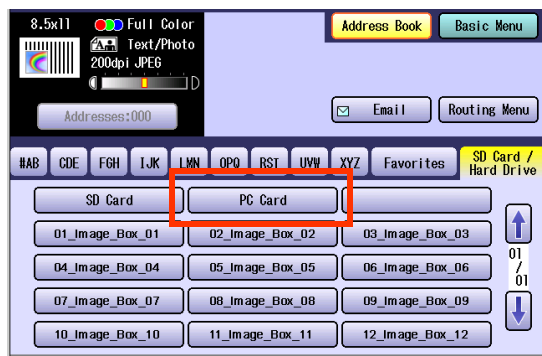 8.5x11 Full Color
Address Book Basic Menu
Text/Photo
200dpi JPEG
D
Addresses:000
Email Routing Menu
#AB CDE FGH IJK LMN OPQ RST UVW XYZ Favorites SD Card / Hard Drive
SD Card PC Card
01_Image_Box_01 02_Image_Box_02 03_Image_Box_03
04_Image_Box_04 05_Image_Box_05 06_Image_Box_06
07_Image_Box_07 08_Image_Box_08 09_Image_Box_09
10_Image_Box_10 11_Image_Box_11 12_Image_Box_12
01
/
01